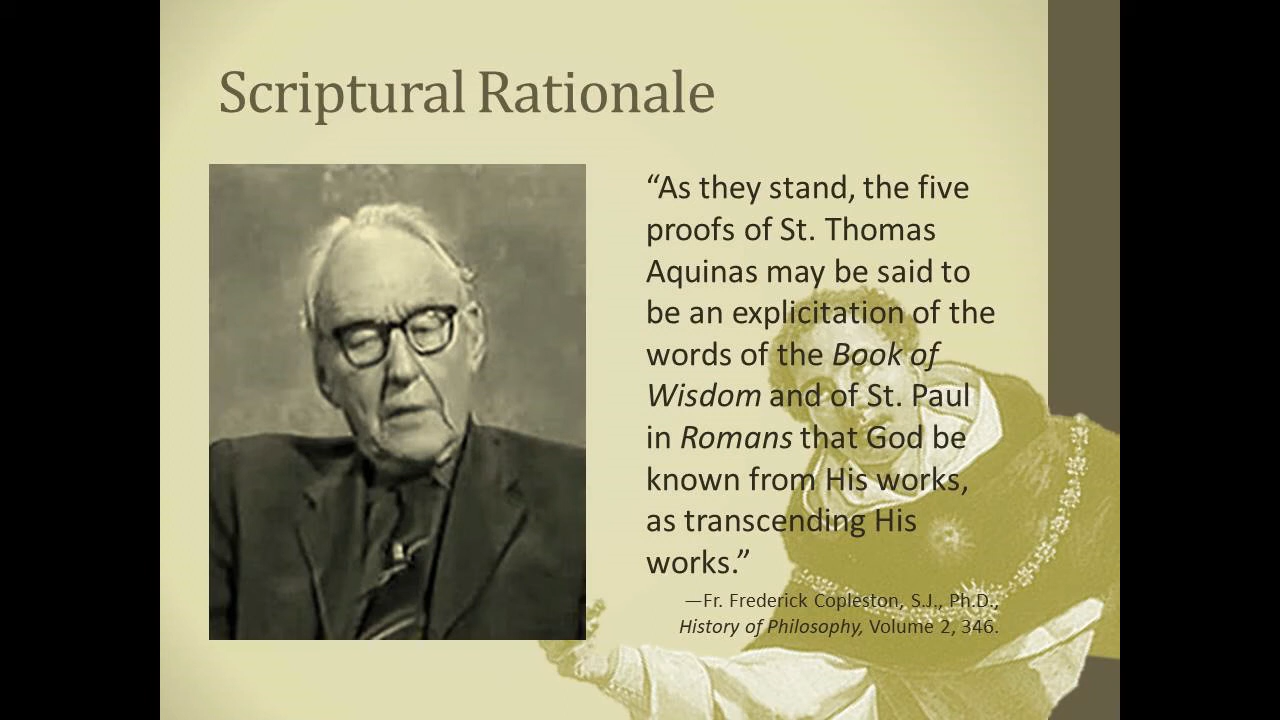 Scriptural Rationale
“As they stand, the five
proofs of St. Thomas
Aquinas may be said to
be an explicitation of the
words of the Book of
Wisdom and of St. Paul
in Romans that God be
known from His works,
as transcending His
works.”
—Fr. Frederick Copleston, S.J., Ph.D.,
History of Philosophy, Volume 2, 346.